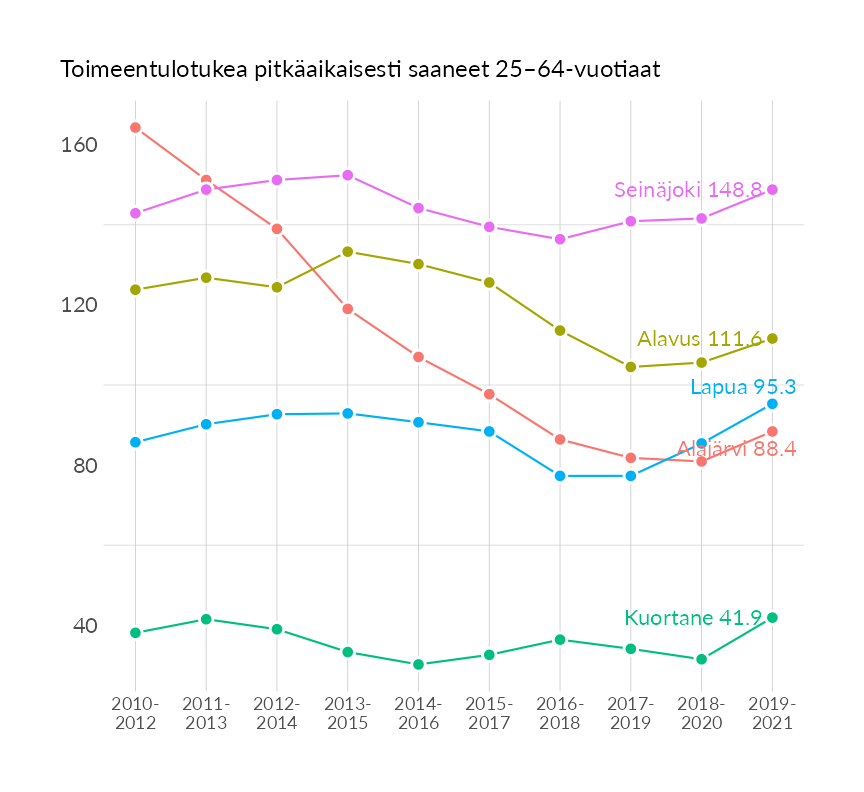 Toimeentulotukea pitkäaikaisesti saaneet 25–64-vuotiaat
160
Seinäjoki 148.8
120
Alavus 111.6
Lapua 95.3
Alajärvi 88.4
80
Kuortane 41.9
40
2010- 2011- 2012- 2013- 2014- 2015- 2016- 2017- 2018- 2019-
2012 2013 2014 2015 2016 2017 2018 2019 2020 2021